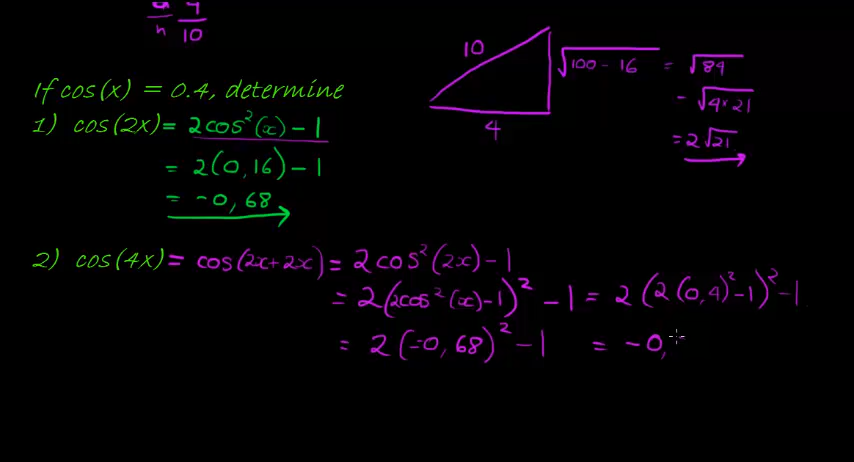 4
h 10
10
√100 - 16 = √84
- √4 × 21
= 2√21
4
If cos(x) = 0.4, determine
1) cos(2x) = 2cos²(x) - 1
= 2(0,16) - 1
= -0,68
2) cos(4x) = cos(2x+2x) = 2cos²(2x) - 1
= 2(2cos²(x)-1)² - 1 = 2(2(0,4)²-1)²-1
= 2(-0,68)² - 1 = -0,